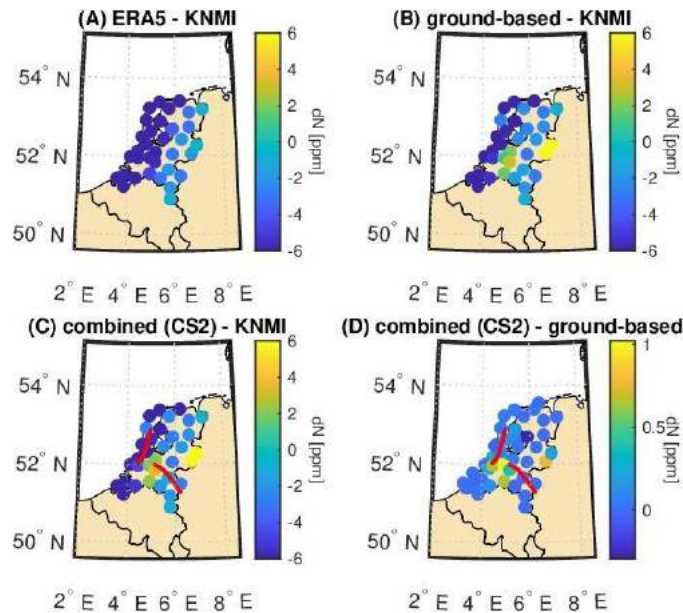 (A) ERA5 - KNMI
(B) ground-based - KNMI
54° N
52° N
50° N
2° E 4° E 6° E 8° E
6
4
2
0
-2
-4
-6
dN [ppm]
54° N
52° N
50° N
2° E 4° E 6° E 8° E
6
4
2
0
-2
-4
-6
dN [ppm]
(C) combined (CS2) - KNMI
(D) combined (CS2) - ground-based
54° N
52° N
50° N
2° E 4° E 6° E 8° E
6
4
2
0
-2
-4
-6
dN [ppm]
54° N
52° N
50° N
2° E 4° E 6° E 8° E
1
0.5
0
dN [ppm]